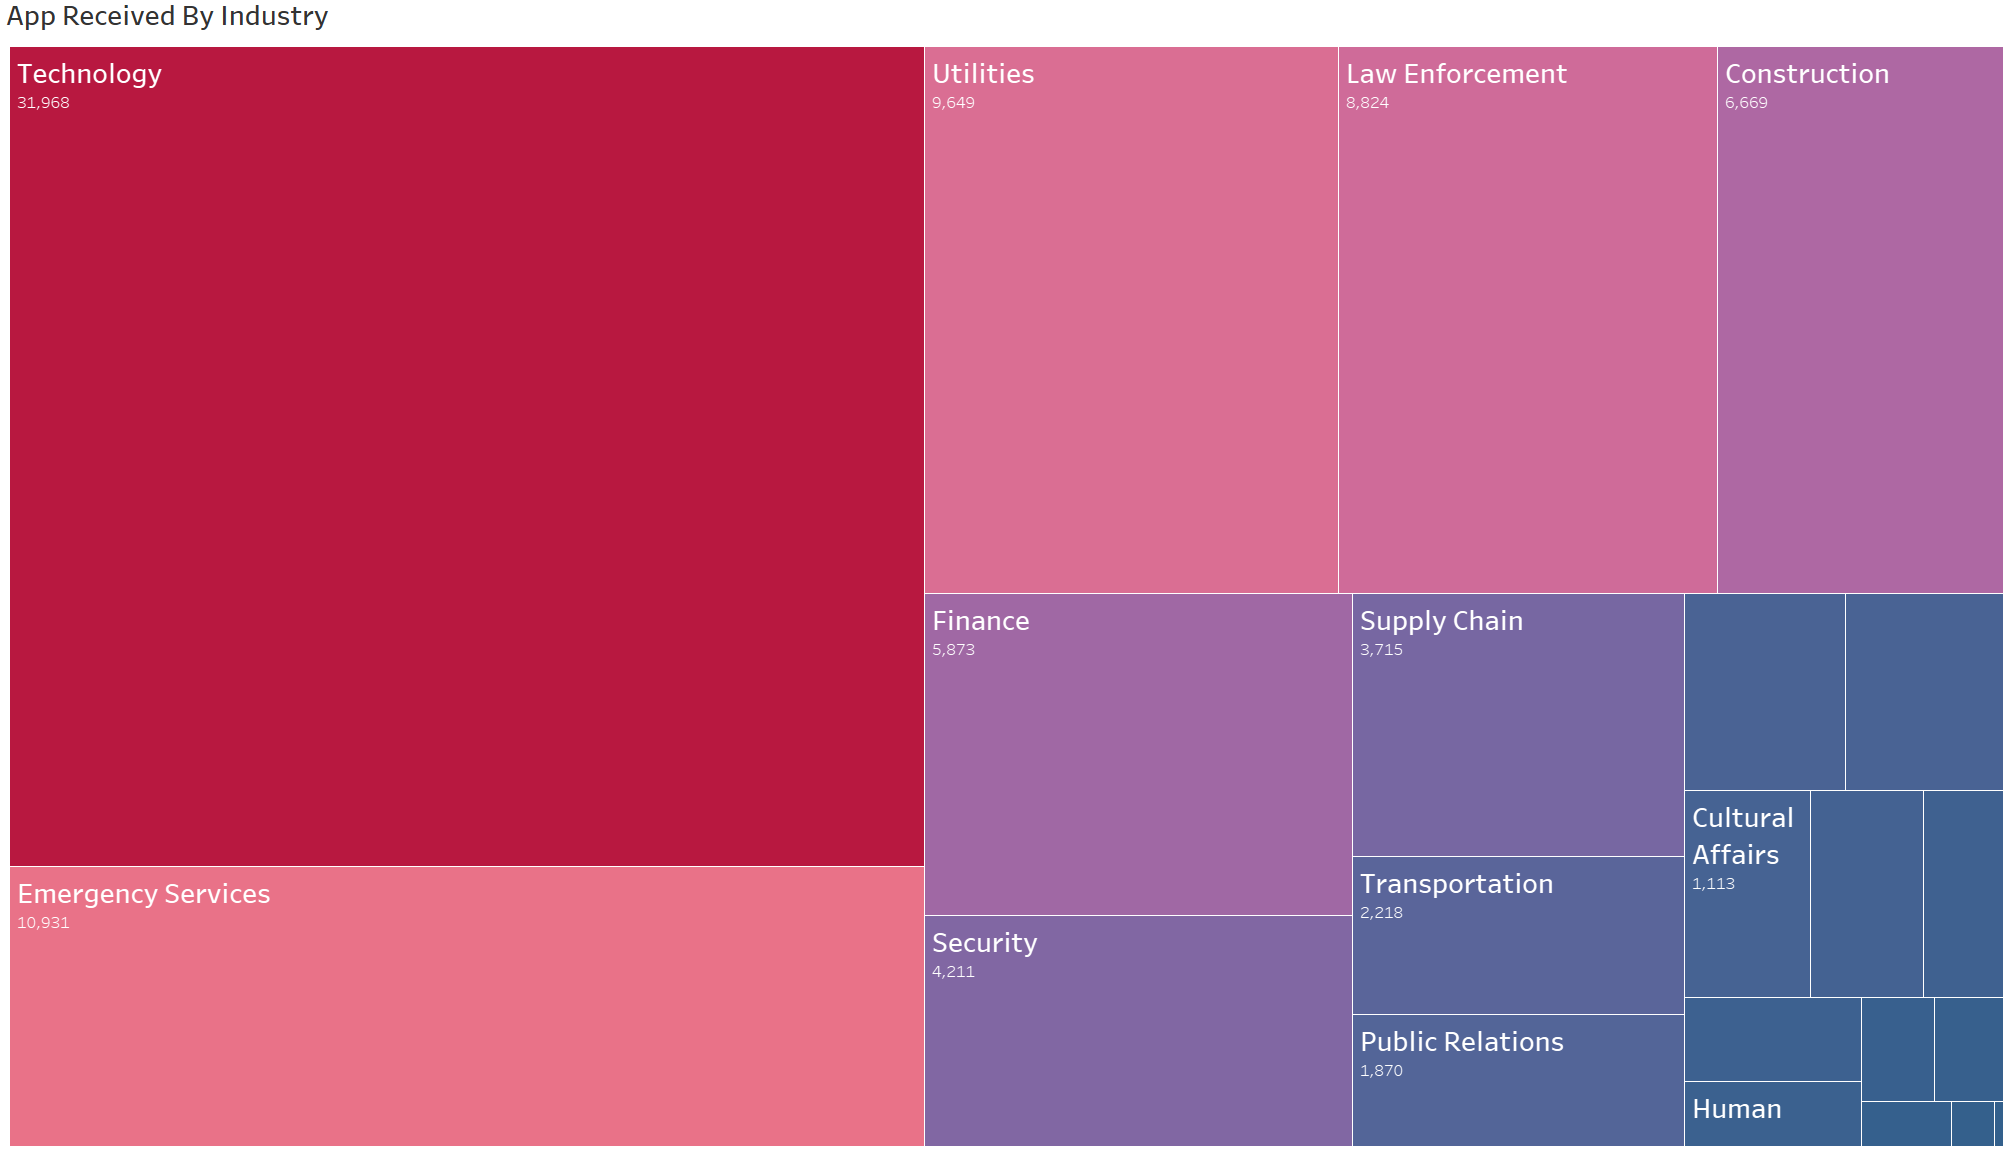 App Received By Industry
Technology
31,968
Utilities
9,649
Law Enforcement
8,824
Construction
6,669
Finance
5,873
Supply Chain
3,715
Cultural
Affairs
1,113
Transportation
2,218
Emergency Services
10,931
Security
4,211
Public Relations
1,870
Human